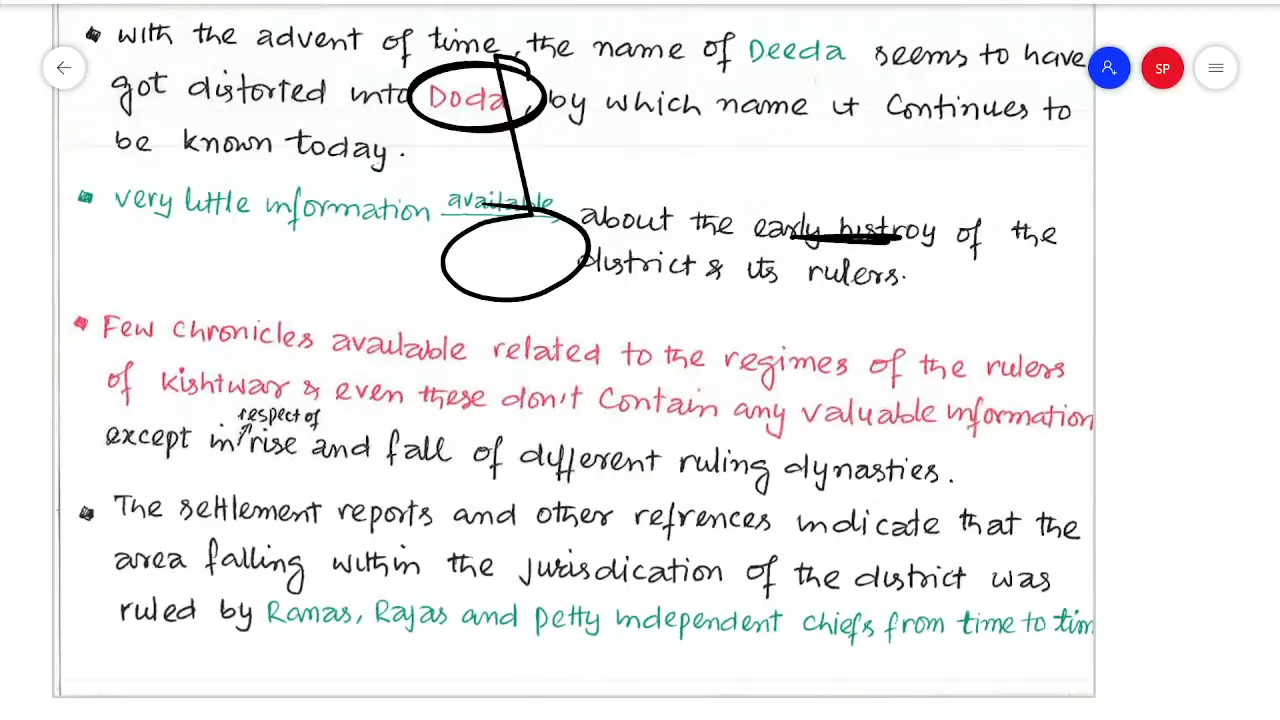 with the advent of time, the name of Deeda seems to have
got distorted into Doda, by which name it continues to
be known today.
very little information available about the early histroy of the
district & its rulers.
Few chronicles available related to the regimes of the rulers
of kishtwar & even these don't contain any valuable information
respect of
except in rise and fall of different ruling dynasties.
The settlement reports and other refrences indicate that the
area falling within the jurisdication of the district was
ruled by Ranas, Rajas and petty independent chiefs from time to tim
SP